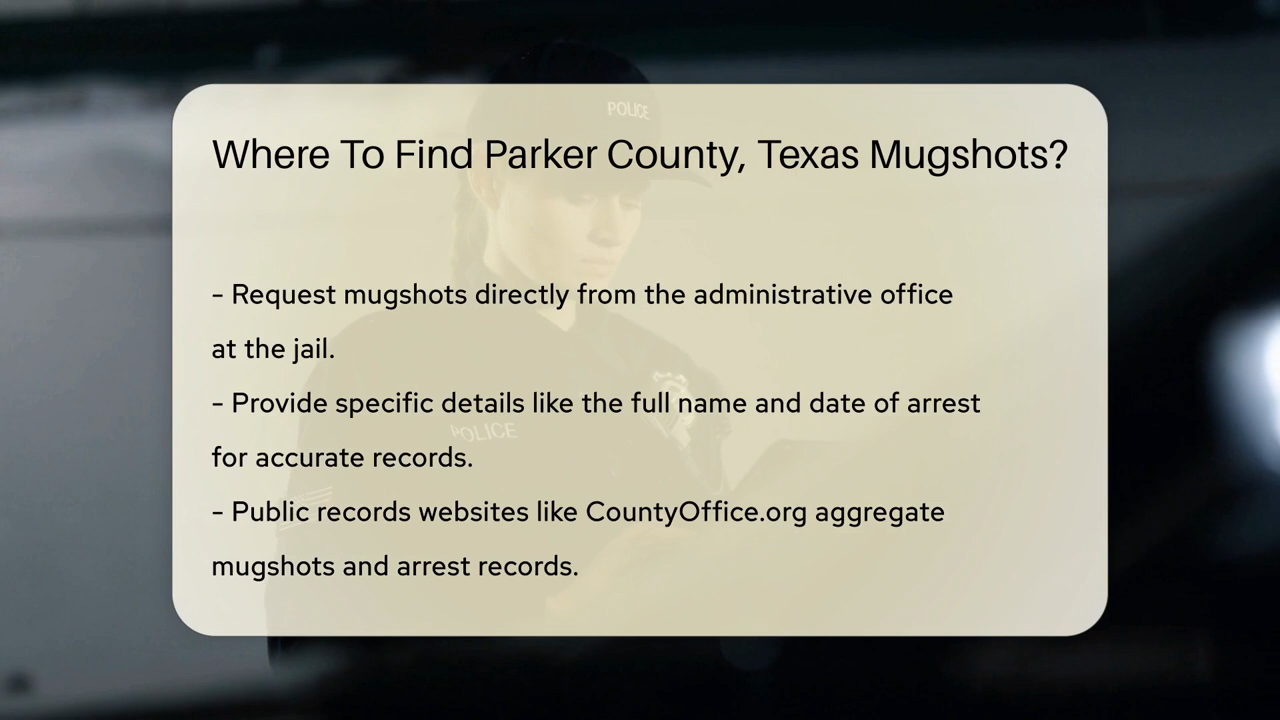 POLICE
Where To Find Parker County, Texas Mugshots?
– Request mugshots directly from the administrative office
at the jail.
– Provide specific details like the full name and date of arrest
for accurate records.
POLICE
– Public records websites like CountyOffice.org aggregate
mugshots and arrest records.